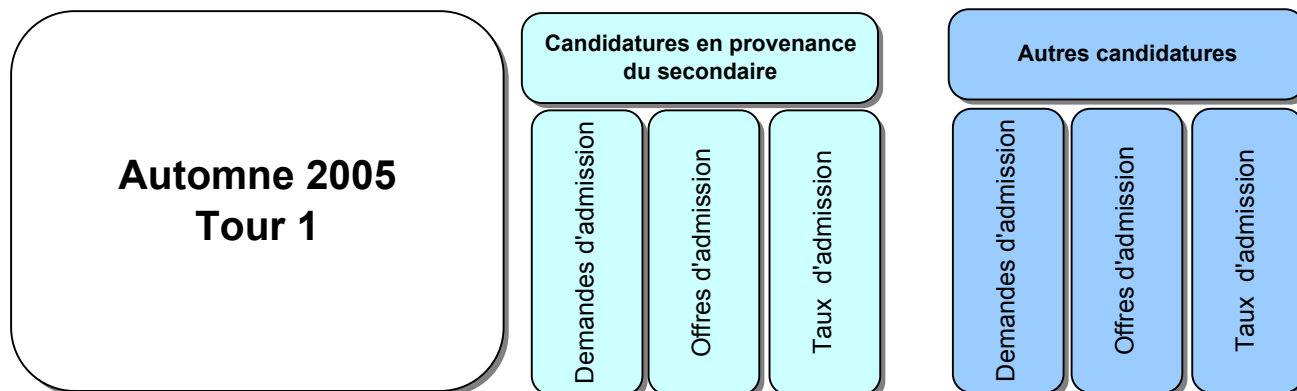 Automne 2005
Tour 1
Candidatures en provenance
du secondaire
Demandes d'admission
Offres d'admission
Taux d'admission
Autres candidatures
Demandes d'admission
Offres d'admission
Taux d'admission